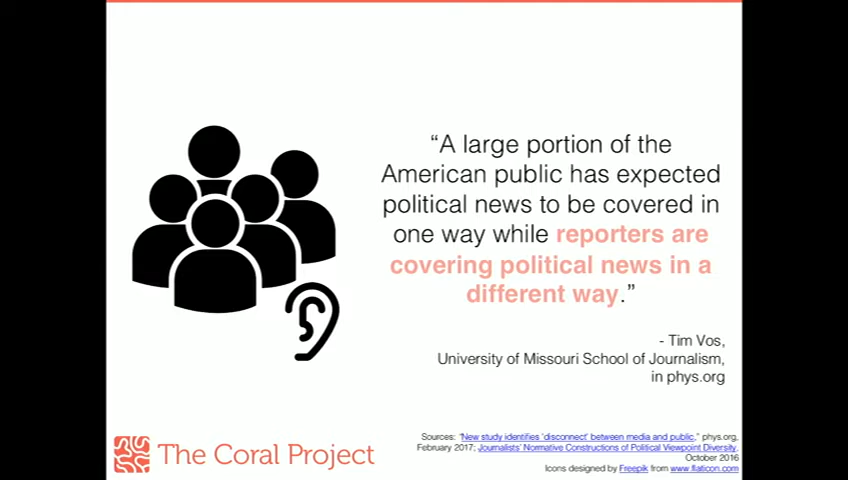 “A large portion of the
American public has expected
political news to be covered in
one way while reporters are
covering political news in a
different way.”
- Tim Vos,
University of Missouri School of Journalism,
in phys.org
The Coral Project
Sources: “New study identifies ‘disconnect’ between media and public,” phys.org,
February 2017; Journalists’ Normative Constructions of Political Viewpoint Diversity,
October 2016
Icons designed by Freepik from www.flaticon.com